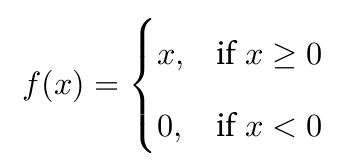 f(x) = { x, if x ≥ 0
0, if x < 0